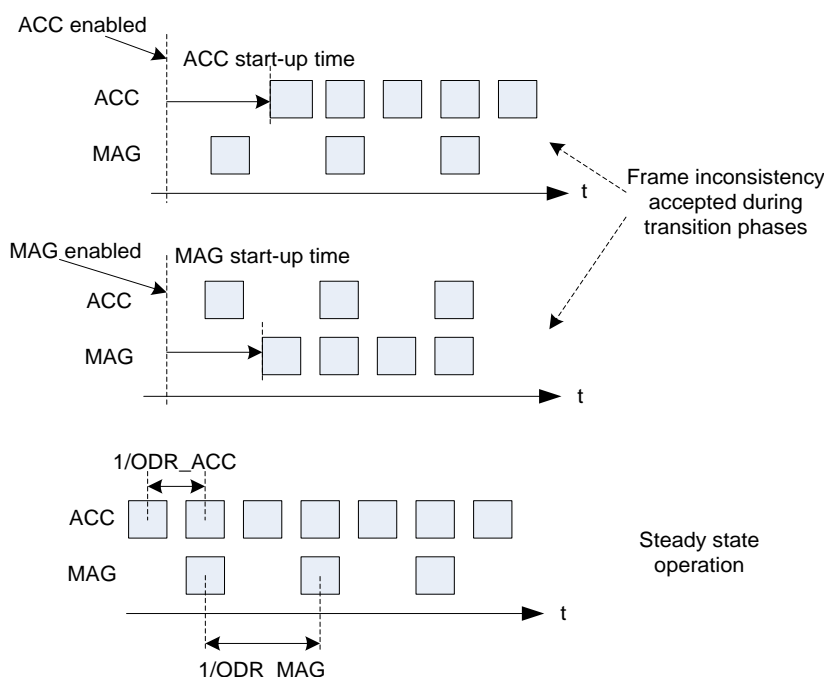 ACC enabled
ACC start-up time
ACC
MAG
t
Frame inconsistency
accepted during
transition phases
MAG enabled
MAG start-up time
ACC
MAG
t
1/ODR_ACC
ACC
MAG
Steady state
operation
t
1/ODR_MAG